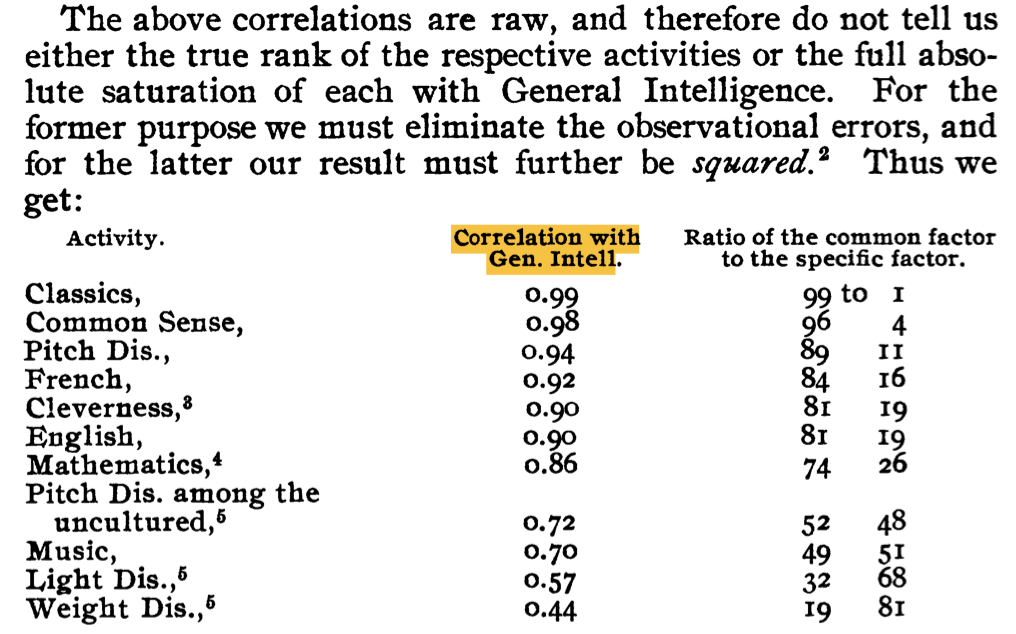 The above correlations are raw, and therefore do not tell us
either the true rank of the respective activities or the full abso-
lute saturation of each with General Intelligence. For the
former purpose we must eliminate the observational errors, and
for the latter our result must further be squared.² Thus we
get:
Activity. Correlation with Gen. Intell. Ratio of the common factor to the specific factor.
Classics, 0.99 99 to 1
Common Sense, 0.98 96 4
Pitch Dis., 0.94 89 11
French, 0.92 84 16
Cleverness,³ 0.90 81 19
English, 0.90 81 19
Mathematics,⁴ 0.86 74 26
Pitch Dis. among the
uncultured,⁵ 0.72 52 48
Music, 0.70 49 51
Light Dis.,⁵ 0.57 32 68
Weight Dis.,⁵ 0.44 19 81